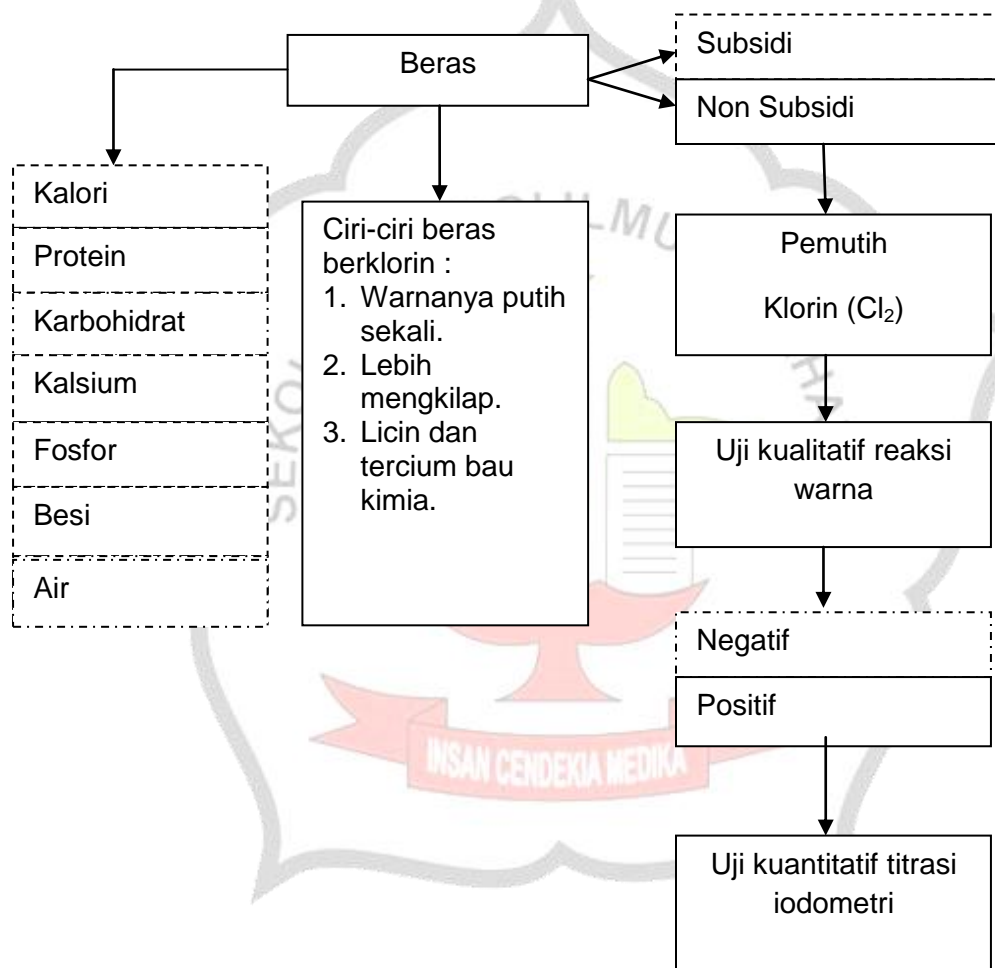 Beras
Subsidi
Non Subsidi
Kalori
Protein
Karbohidrat
Kalsium
Fosfor
Besi
Air
Ciri-ciri beras
berklorin :
1. Warnanya putih
sekali.
2. Lebih
mengkilap.
3. Licin dan
tercium bau
kimia.
Pemutih
Klorin (Cl₂)
Uji kualitatif reaksi
warna
Negatif
Positif
Uji kuantitatif titrasi
iodometri
INSAN CENDEKIA MEDIKA